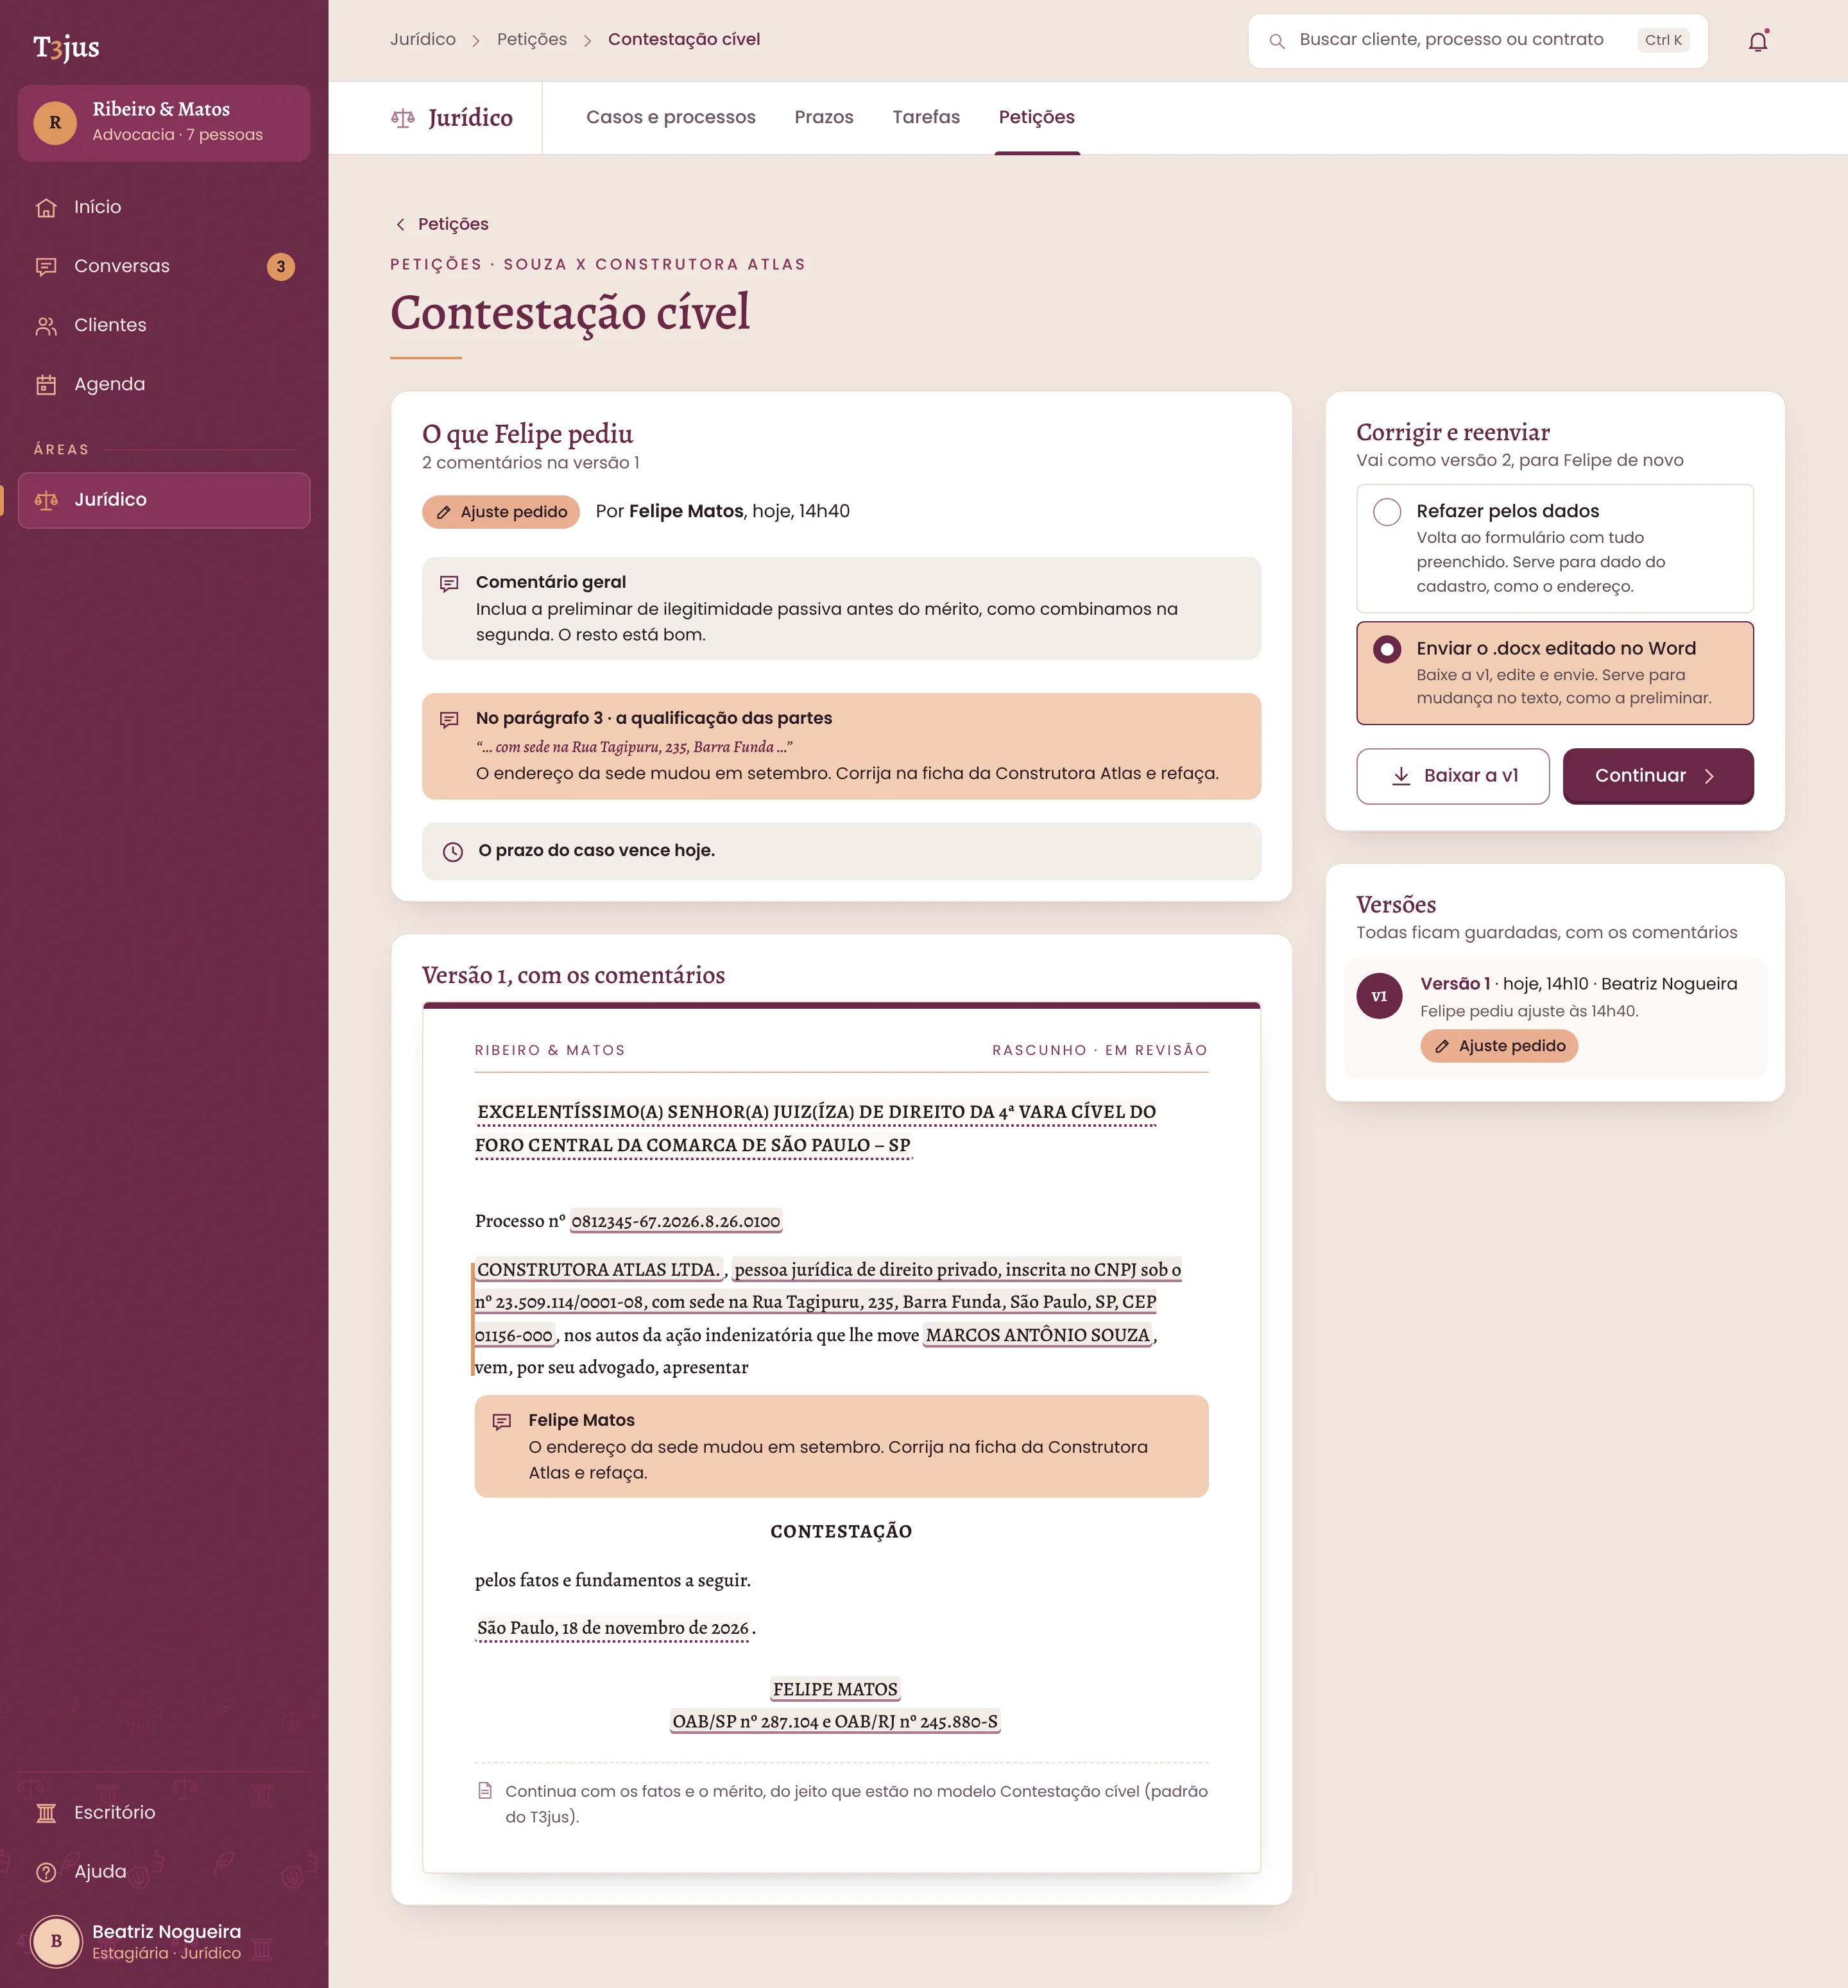 T3jus
R
Ribeiro & Matos
Advocacia · 7 pessoas
Início
Conversas
3
Clientes
Agenda
ÁREAS
Jurídico
Escritório
Ajuda
B
Beatriz Nogueira
Estagiária · Jurídico
Jurídico
Petições
Contestação cível
Buscar cliente, processo ou contrato
Ctrl K
Jurídico
Casos e processos
Prazos
Tarefas
Petições
Petições
PETIÇÕES · SOUZA X CONSTRUTORA ATLAS
Contestação cível
O que Felipe pediu
2 comentários na versão 1
Ajuste pedido
Por Felipe Matos, hoje, 14h40
Comentário geral
Inclua a preliminar de ilegitimidade passiva antes do mérito, como combinamos na
segunda. O resto está bom.
No parágrafo 3 · a qualificação das partes
“… com sede na Rua Tagipuru, 235, Barra Funda …”
O endereço da sede mudou em setembro. Corrija na ficha da Construtora Atlas e refaça.
O prazo do caso vence hoje.
Versão 1, com os comentários
RIBEIRO & MATOS
RASCUNHO · EM REVISÃO
EXCELENTÍSSIMO(A) SENHOR(A) JUIZ(ÍZA) DE DIREITO DA 4ª VARA CÍVEL DO
FORO CENTRAL DA COMARCA DE SÃO PAULO – SP
Processo nº 0812345-67.2026.8.26.0100
CONSTRUTORA ATLAS LTDA., pessoa jurídica de direito privado, inscrita no CNPJ sob o
nº 23.509.114/0001-08, com sede na Rua Tagipuru, 235, Barra Funda, São Paulo, SP, CEP
01156-000, nos autos da ação indenizatória que lhe move MARCOS ANTÔNIO SOUZA,
vem, por seu advogado, apresentar
Felipe Matos
O endereço da sede mudou em setembro. Corrija na ficha da Construtora
Atlas e refaça.
CONTESTAÇÃO
pelos fatos e fundamentos a seguir.
São Paulo, 18 de novembro de 2026.
FELIPE MATOS
OAB/SP nº 287.104 e OAB/RJ nº 245.880-S
Continua com os fatos e o mérito, do jeito que estão no modelo Contestação cível (padrão
do T3jus).
Corrigir e reenviar
Vai como versão 2, para Felipe de novo
Refazer pelos dados
Volta ao formulário com tudo
preenchido. Serve para dado do
cadastro, como o endereço.
Enviar o .docx editado no Word
Baixe a v1, edite e envie. Serve para
mudança no texto, como a preliminar.
Baixar a v1
Continuar
Versões
Todas ficam guardadas, com os comentários
v1
Versão 1 · hoje, 14h10 · Beatriz Nogueira
Felipe pediu ajuste às 14h40.
Ajuste pedido